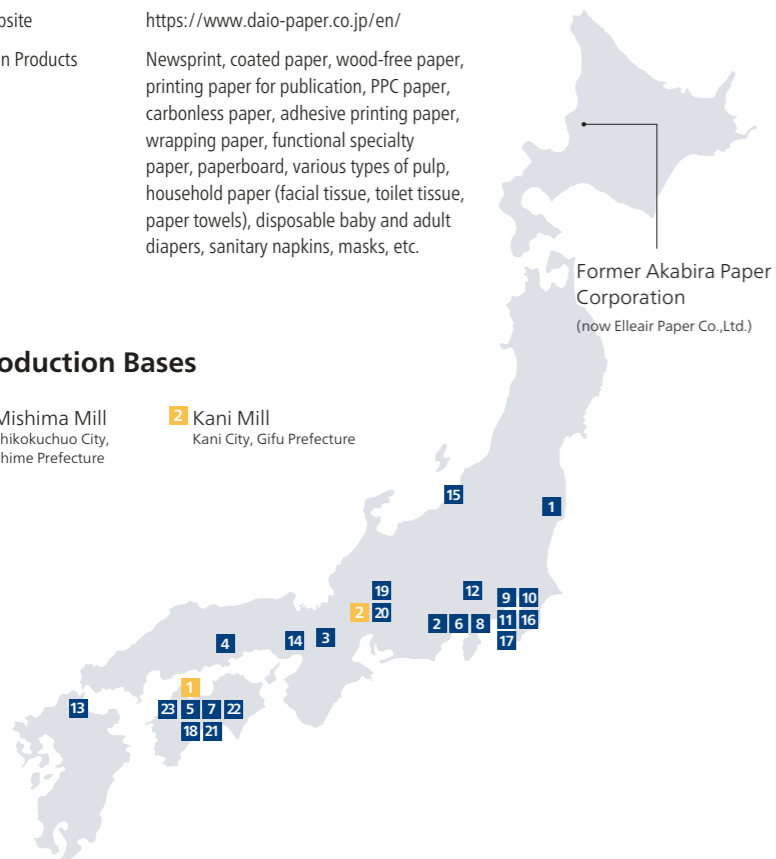 bsite
https://www.daio-paper.co.jp/en/
n Products
Newsprint, coated paper, wood-free paper,
printing paper for publication, PPC paper,
carbonless paper, adhesive printing paper,
wrapping paper, functional specialty
paper, paperboard, various types of pulp,
household paper (facial tissue, toilet tissue,
paper towels), disposable baby and adult
diapers, sanitary napkins, masks, etc.
Former Akabira Paper
Corporation
(now Elleair Paper Co.,Ltd.)
oduction Bases
Mishima Mill
hikokuchuo City,
hime Prefecture
2 Kani Mill
Kani City, Gifu Prefecture
15
1
19
12
9 10
2 20
2 6 8
11 16
4
14
3
17
1
13
23 5 7 22
18 21